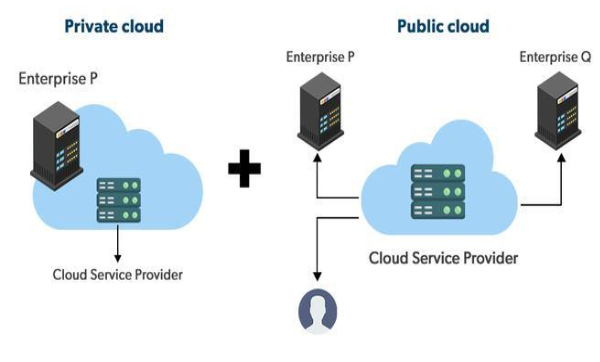 Private cloud
Public cloud
Enterprise P
Enterprise P
Enterprise Q
Cloud Service Provider
Cloud Service Provider